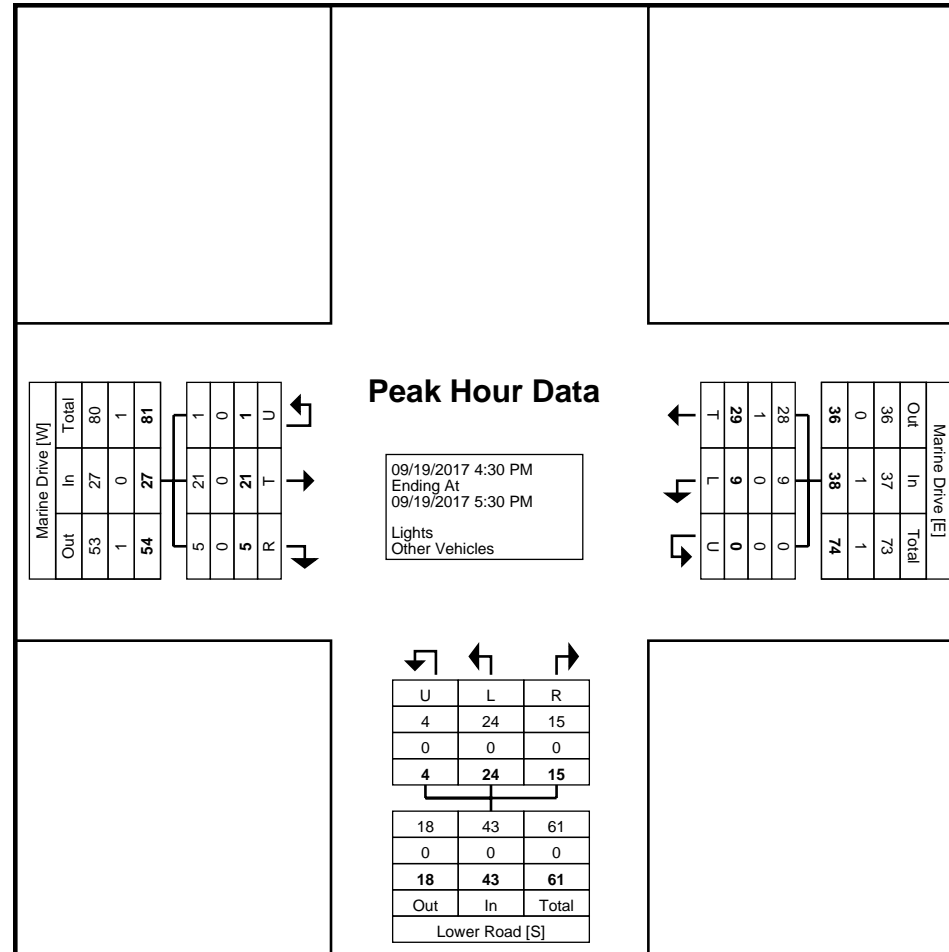 Peak Hour Data
09/19/2017 4:30 PM
Ending At
09/19/2017 5:30 PM
Lights
Other Vehicles
Marine Drive [W]
Total In Out
80 27 53
1 0 1
81 27 54
1 21 5
0 0 0
1 21 5
U T R
Marine Drive [E]
Out In Total
36 37 73
0 1 1
36 38 74
28 9 0
1 0 0
29 9 0
T L U
U L R
4 24 15
0 0 0
4 24 15
18 43 61
0 0 0
18 43 61
Out In Total
Lower Road [S]